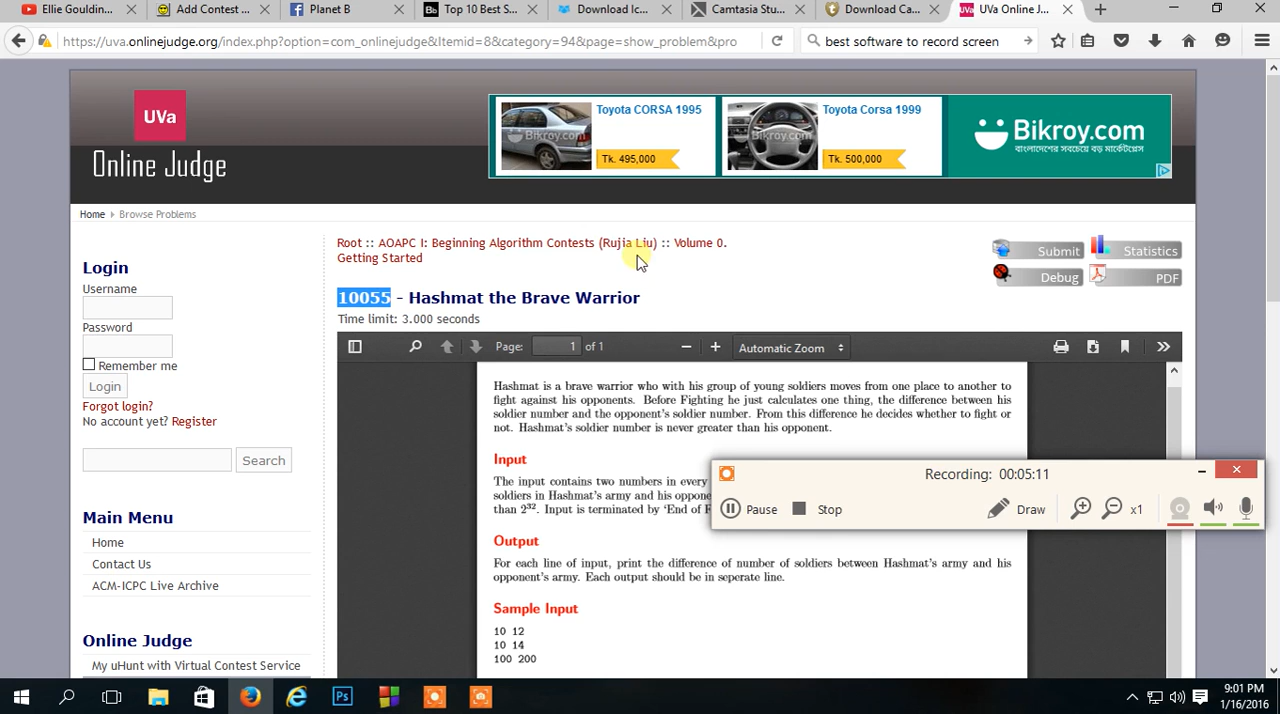 Ellie Gouldin...
Add Contest ...
Planet B
Top 10 Best S...
Download Ic...
Camtasia Stu...
Download Ca...
UVa Online J...
https://uva.onlinejudge.org/index.php?option=com_onlinejudge&Itemid=8&category=94&page=show_problem&pro
best software to record screen
UVa
Online Judge
Toyota CORSA 1995
Bikroy.com
Tk. 495,000
Toyota Corsa 1999
Bikroy.com
Tk. 500,000
Bikroy.com
বাংলাদেশের সবচেয়ে বড় মার্কেটপ্লেস
Home Browse Problems
Login
Username
Password
Remember me
Login
Forgot login?
No account yet? Register
Search
Main Menu
Home
Contact Us
ACM-ICPC Live Archive
Online Judge
My uHunt with Virtual Contest Service
Root :: AOAPC I: Beginning Algorithm Contests (Rujia Liu) :: Volume 0.
Getting Started
Submit Statistics
Debug PDF
10055 - Hashmat the Brave Warrior
Time limit: 3.000 seconds
Page: 1 of 1
Automatic Zoom
Hashmat is a brave warrior who with his group of young soldiers moves from one place to another to
fight against his opponents. Before Fighting he just calculates one thing, the difference between his
soldier number and the opponent's soldier number. From this difference he decides whether to fight or
not. Hashmat's soldier number is never greater than his opponent.
Input
The input contains two numbers in every
soldiers in Hashmat's army and his oppone
than 2³². Input is terminated by 'End of F
Output
For each line of input, print the difference of number of soldiers between Hashmat's army and his
opponent's army. Each output should be in seperate line.
Sample Input
10 12
10 14
100 200
Recording: 00:05:11
Pause Stop Draw x1
9:01 PM
1/16/2016